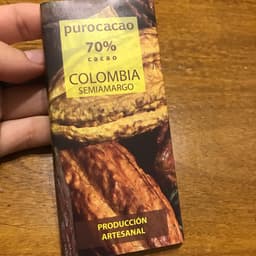 purocacao
70%
cacao
COLOMBIA
SEMIAMARGO
PRODUCCIÓN
ARTESANAL